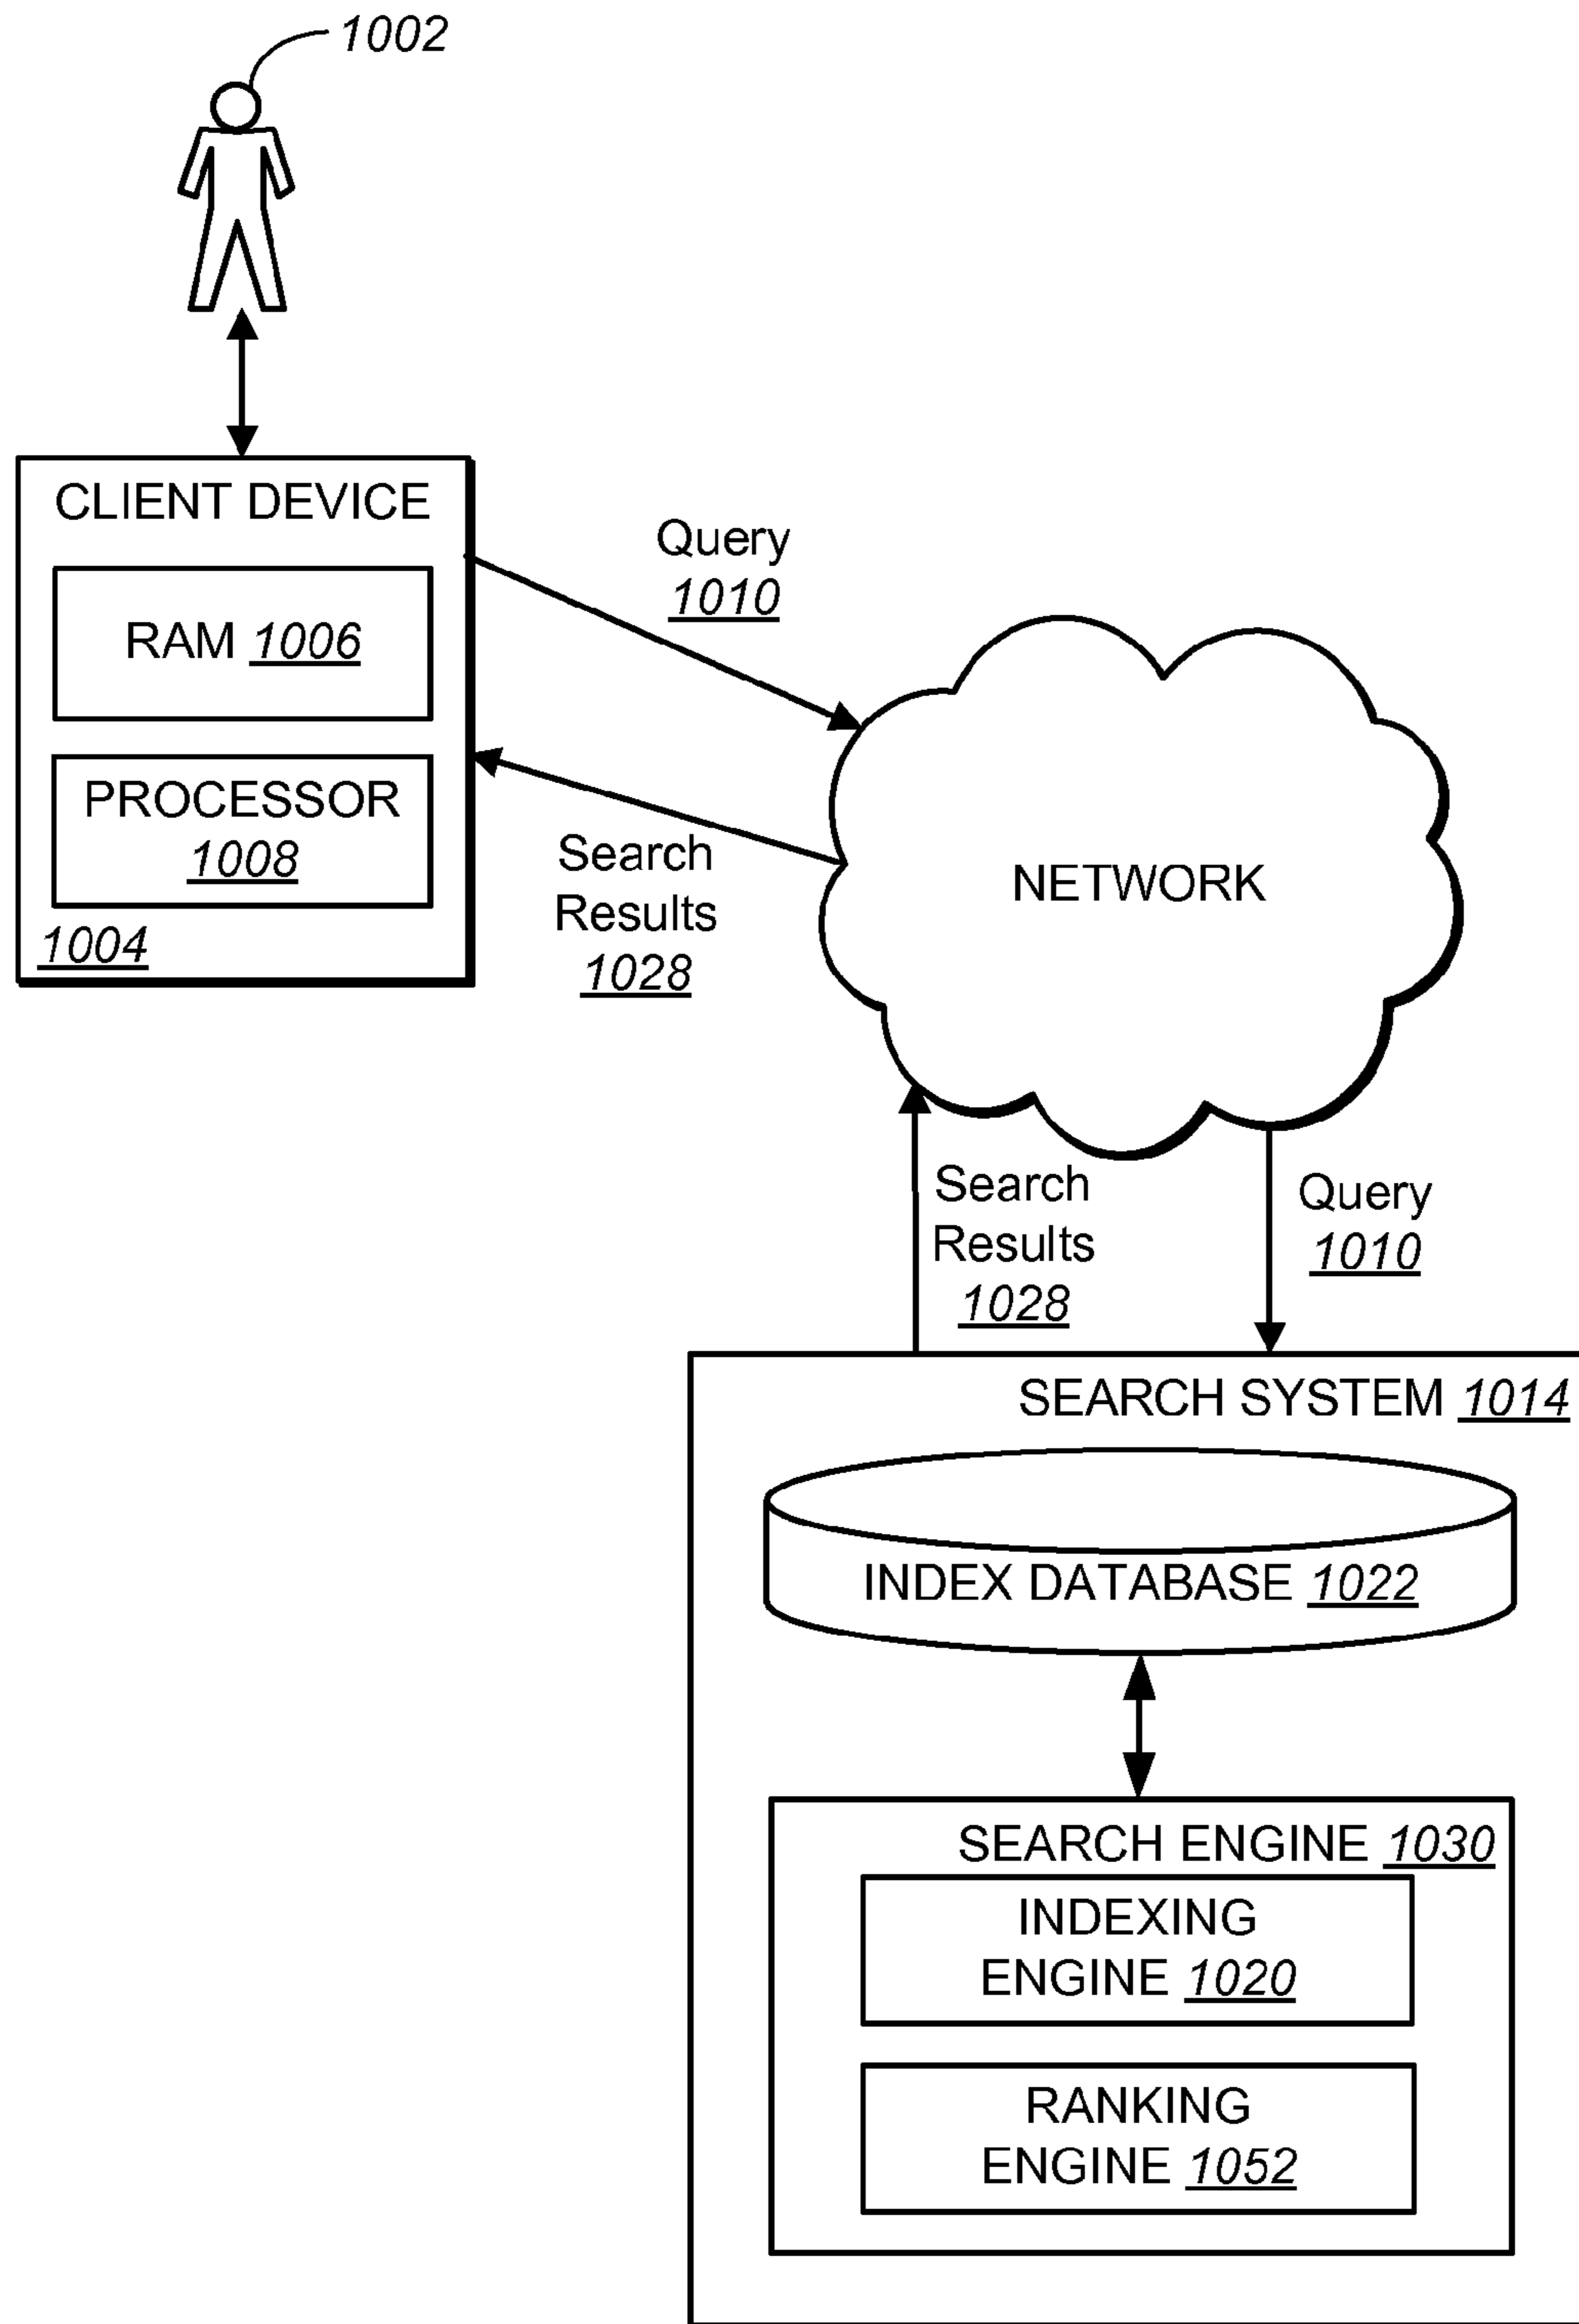 1002
CLIENT DEVICE
RAM 1006
PROCESSOR
1008
1004
Query
1010
Search
Results
1028
NETWORK
Search
Results
1028
Query
1010
SEARCH SYSTEM 1014
INDEX DATABASE 1022
SEARCH ENGINE 1030
INDEXING
ENGINE 1020
RANKING
ENGINE 1052